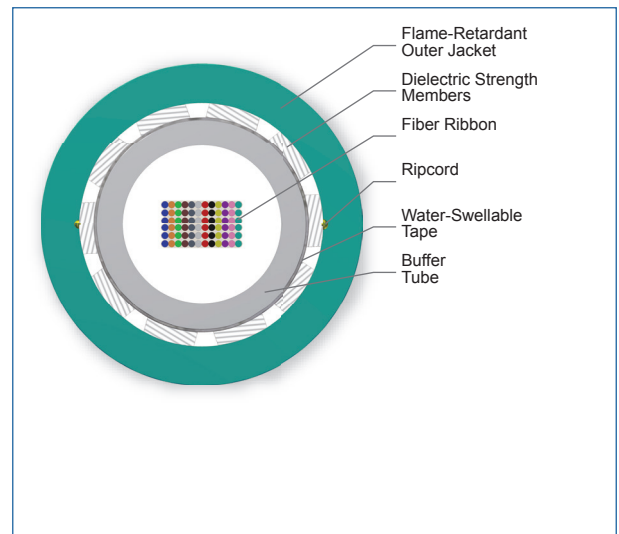 Flame-Retardant
Outer Jacket
Dielectric Strength
Members
Fiber Ribbon
Ripcord
Water-Swellable
Tape
Buffer
Tube